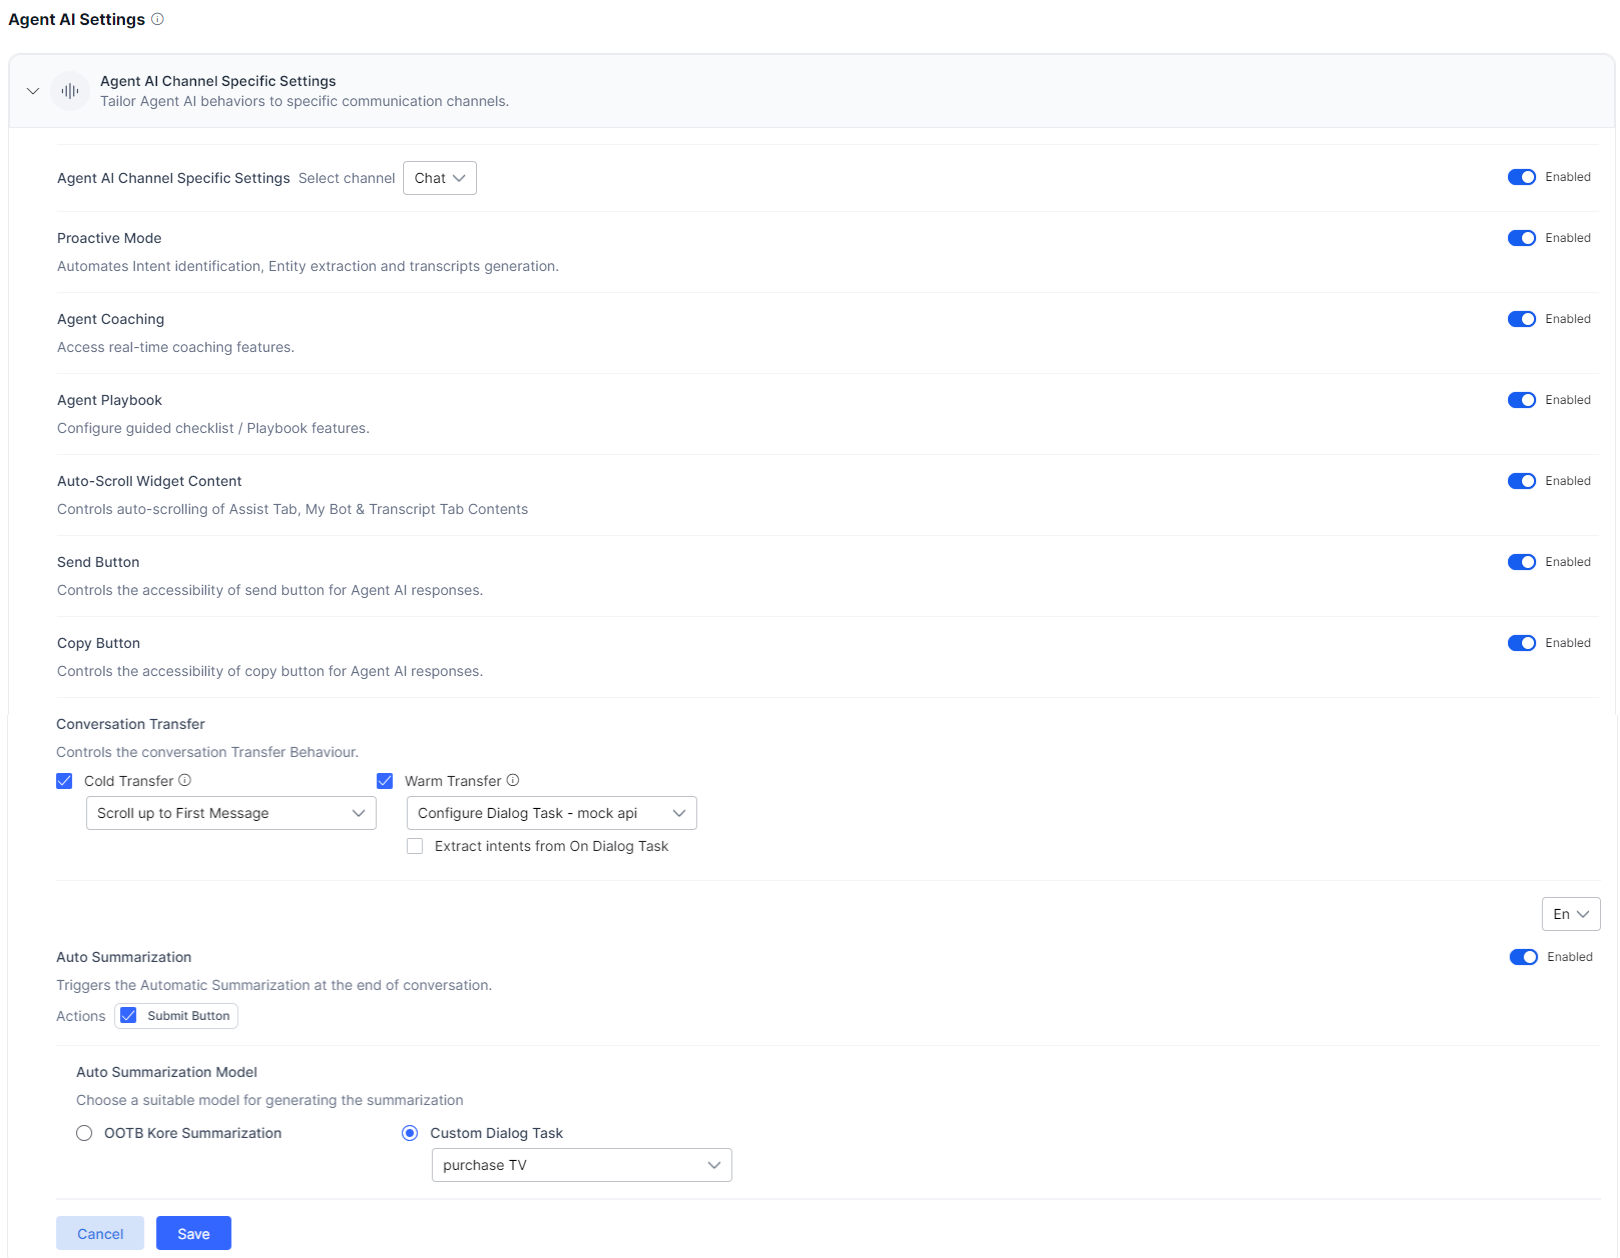 Agent AI Settings
Agent AI Channel Specific Settings
Tailor Agent AI behaviors to specific communication channels.
Agent AI Channel Specific Settings Select channel Chat Enabled
Proactive Mode Enabled
Automates Intent identification, Entity extraction and transcripts generation.
Agent Coaching Enabled
Access real-time coaching features.
Agent Playbook Enabled
Configure guided checklist / Playbook features.
Auto-Scroll Widget Content Enabled
Controls auto-scrolling of Assist Tab, My Bot & Transcript Tab Contents
Send Button Enabled
Controls the accessibility of send button for Agent AI responses.
Copy Button Enabled
Controls the accessibility of copy button for Agent AI responses.
Conversation Transfer
Controls the conversation Transfer Behaviour.
Cold Transfer Warm Transfer
Scroll up to First Message Configure Dialog Task - mock api
Extract intents from On Dialog Task
En
Auto Summarization Enabled
Triggers the Automatic Summarization at the end of conversation.
Actions Submit Button
Auto Summarization Model
Choose a suitable model for generating the summarization
OOTB Kore Summarization Custom Dialog Task
purchase TV
Cancel Save